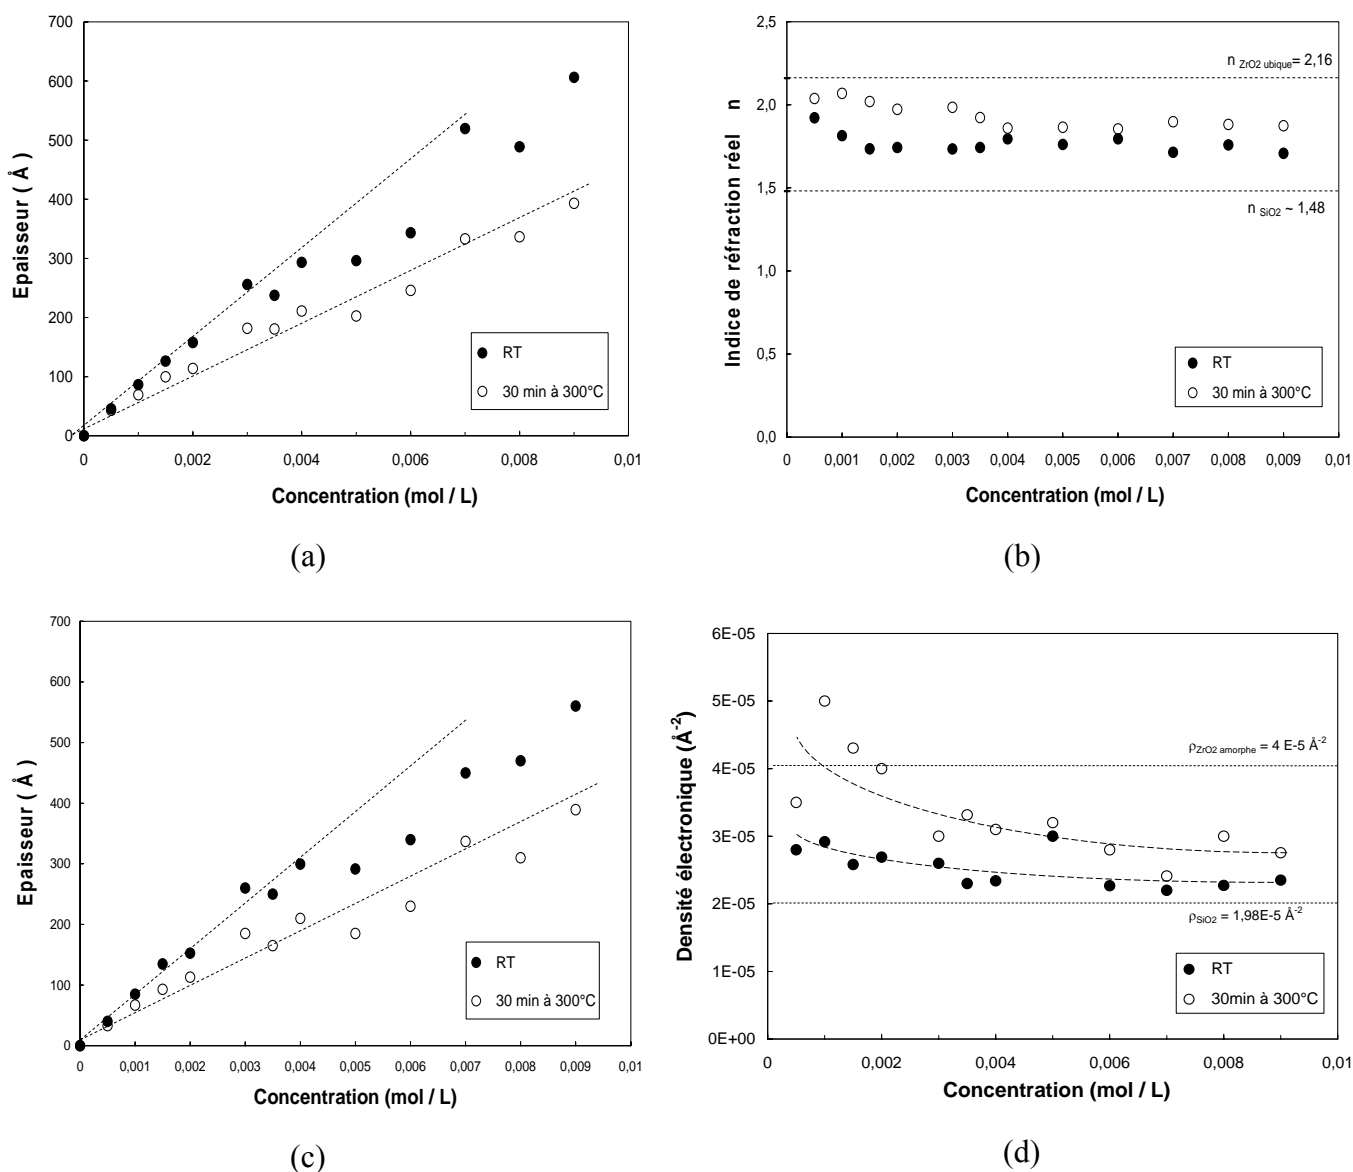 700
600
500
400
300
200
100
0
Epaisseur ( Å )
0
0,002
0,004
0,006
0,008
0,01
Concentration (mol / L)
RT
30 min à 300°C
(a)
2,5
2,0
1,5
1,0
0,5
0,0
Indice de réfraction réel n
n ZrO2 ubique = 2,16
n SiO2 ~ 1,48
RT
30 min à 300°C
0
0,001
0,002
0,003
0,004
0,005
0,006
0,007
0,008
0,009
0,01
Concentration (mol / L)
(b)
700
600
500
400
300
200
100
0
Epaisseur ( Å )
RT
30 min à 300°C
0
0,001
0,002
0,003
0,004
0,005
0,006
0,007
0,008
0,009
0,01
Concentration (mol / L)
(c)
6E-05
5E-05
4E-05
3E-05
2E-05
1E-05
0E+00
Densité électronique (Å-2)
ρZrO2 amorphe = 4 E-5 Å-2
ρSiO2 = 1,98E-5 Å-2
RT
30min à 300°C
0
0,002
0,004
0,006
0,008
0,01
Concentration (mol / L)
(d)